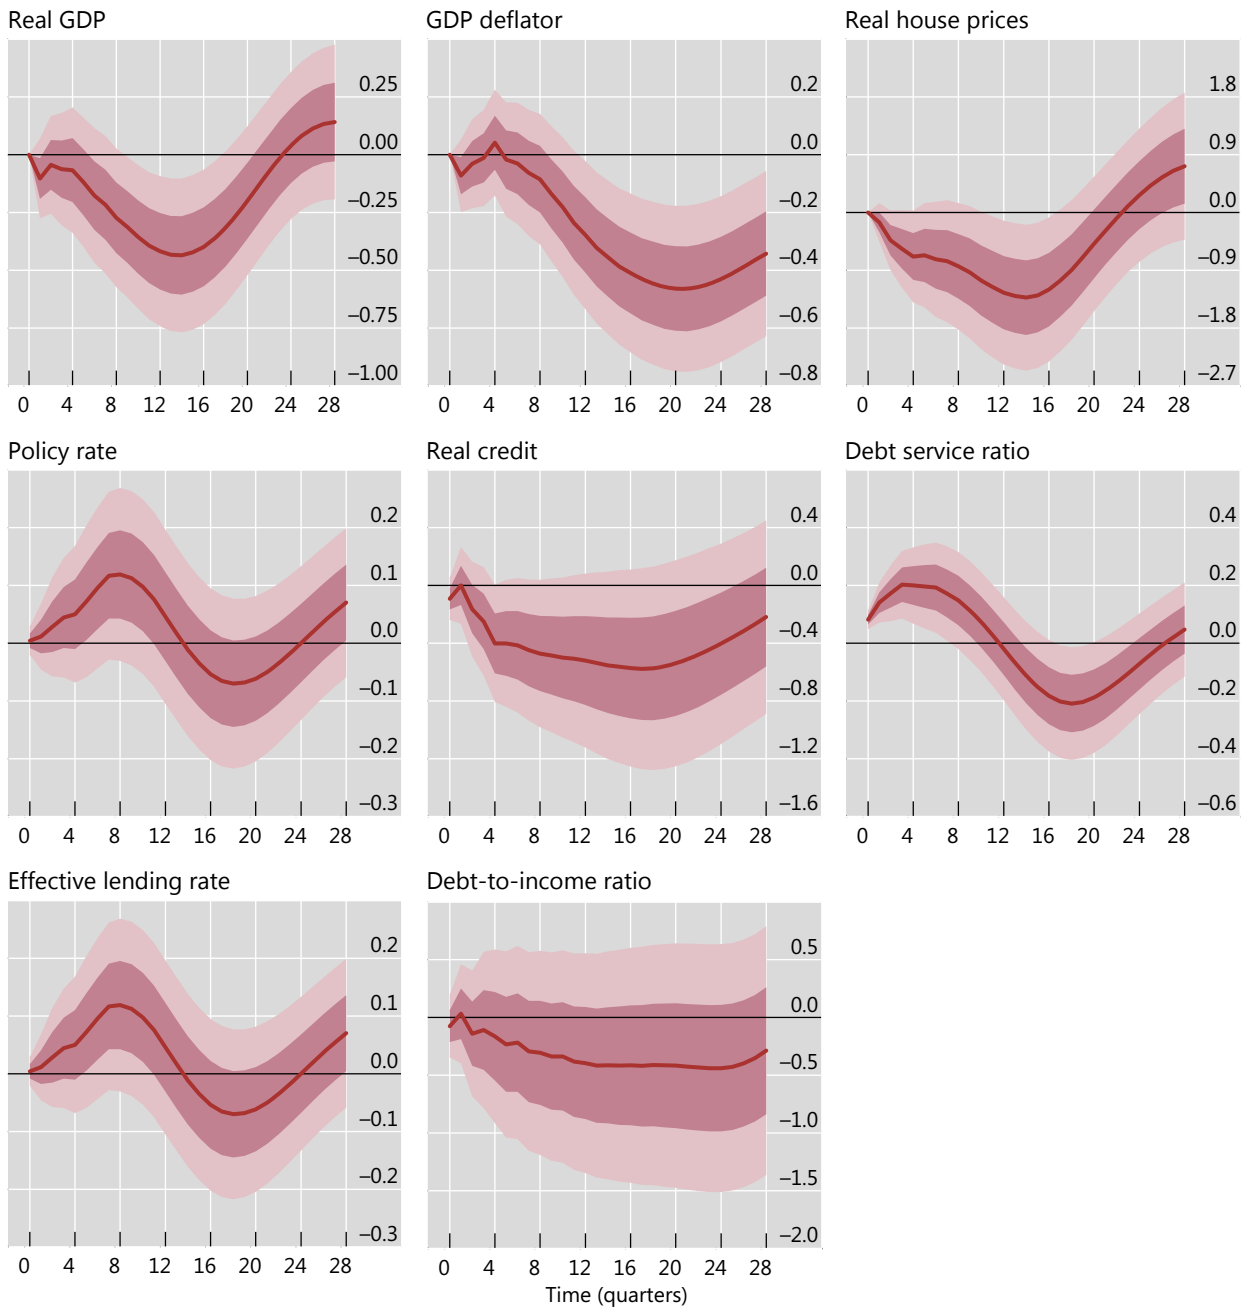 Real GDP
0.25
0.00
–0.25
–0.50
–0.75
–1.00
0 4 8 12 16 20 24 28
GDP deflator
0.2
0.0
–0.2
–0.4
–0.6
–0.8
0 4 8 12 16 20 24 28
Real house prices
1.8
0.9
0.0
–0.9
–1.8
–2.7
0 4 8 12 16 20 24 28
Policy rate
0.2
0.1
0.0
–0.1
–0.2
–0.3
0 4 8 12 16 20 24 28
Real credit
0.4
0.0
–0.4
–0.8
–1.2
–1.6
0 4 8 12 16 20 24 28
Debt service ratio
0.4
0.2
0.0
–0.2
–0.4
–0.6
0 4 8 12 16 20 24 28
Effective lending rate
0.2
0.1
0.0
–0.1
–0.2
–0.3
0 4 8 12 16 20 24 28
Debt-to-income ratio
0.5
0.0
–0.5
–1.0
–1.5
–2.0
0 4 8 12 16 20 24 28
Time (quarters)